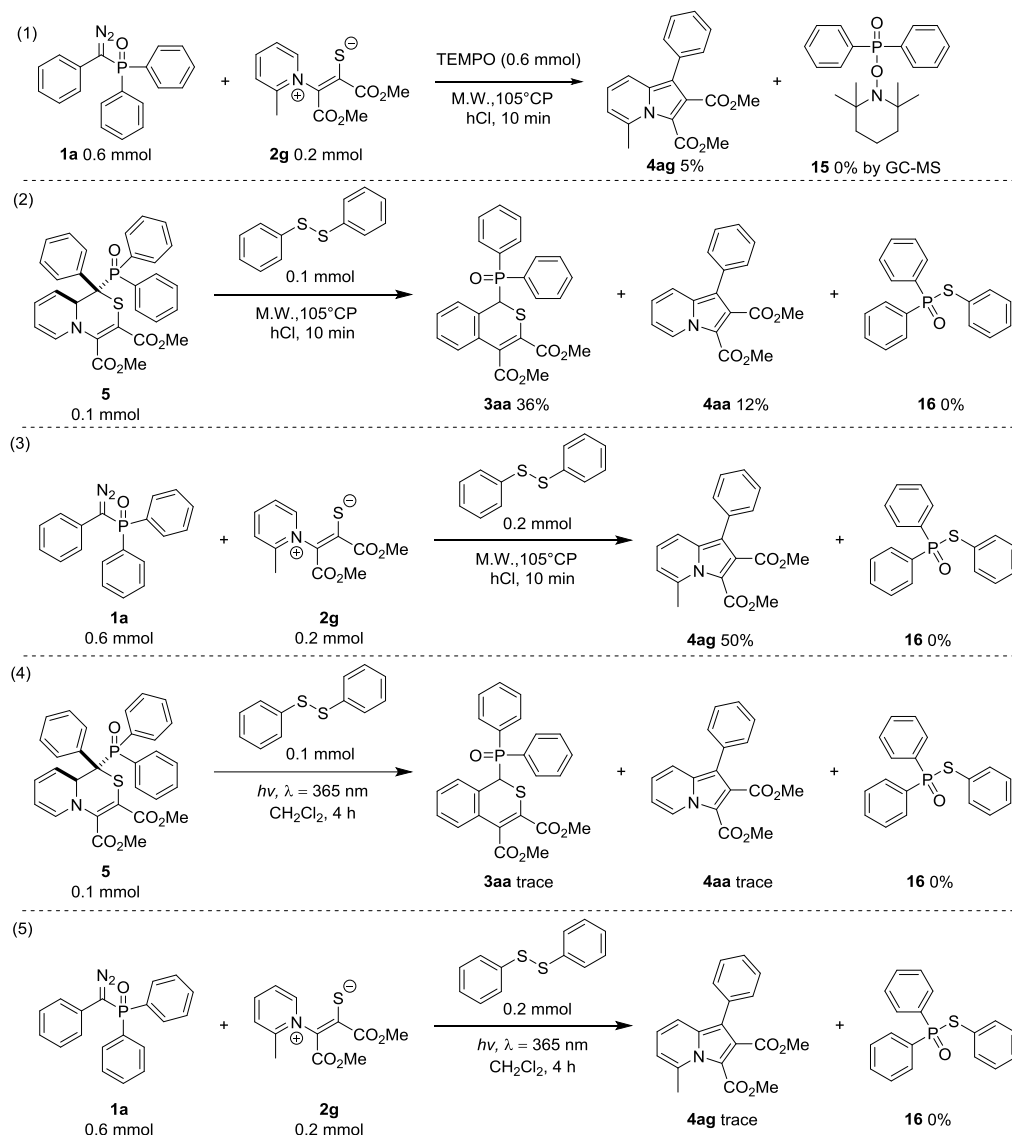 (1)
N2
O
P
+
N
⊕
S
⊖
CO2Me
CO2Me
TEMPO (0.6 mmol)
M.W.,105°CP
hCl, 10 min
N
CO2Me
CO2Me
+
O
P
O
N
1a 0.6 mmol
2g 0.2 mmol
4ag 5%
15 0% by GC-MS
(2)
O
P
S
N
CO2Me
CO2Me
5
0.1 mmol
S
S
0.1 mmol
M.W.,105°CP
hCl, 10 min
O
P
S
CO2Me
CO2Me
3aa 36%
+
N
CO2Me
CO2Me
4aa 12%
+
P
S
O
16 0%
(3)
N2
O
P
1a
0.6 mmol
+
N
⊕
S
⊖
CO2Me
CO2Me
2g
0.2 mmol
S
S
0.2 mmol
M.W.,105°CP
hCl, 10 min
N
CO2Me
CO2Me
4ag 50%
+
P
S
O
16 0%
(4)
O
P
S
N
CO2Me
CO2Me
5
0.1 mmol
S
S
0.1 mmol
hv, λ = 365 nm
CH2Cl2, 4 h
O
P
S
CO2Me
CO2Me
3aa trace
+
N
CO2Me
CO2Me
4aa trace
+
P
S
O
16 0%
(5)
N2
O
P
1a
0.6 mmol
+
N
⊕
S
⊖
CO2Me
CO2Me
2g
0.2 mmol
S
S
0.2 mmol
hv, λ = 365 nm
CH2Cl2, 4 h
N
CO2Me
CO2Me
4ag trace
+
P
S
O
16 0%